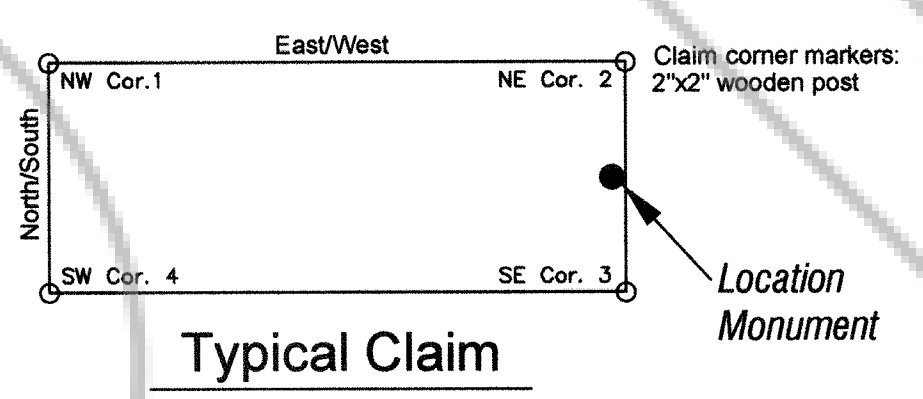 East/West
Claim corner markers:
2"x2" wooden post
NW Cor.1
NE Cor. 2
North/South
SW Cor. 4
SE Cor. 3
Location
Monument
Typical Claim